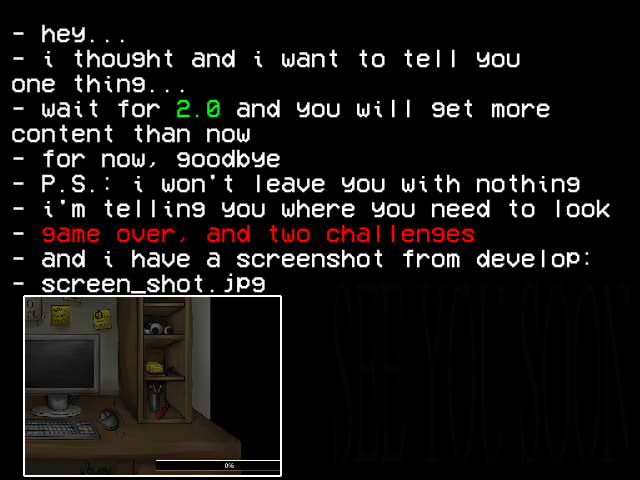 - hey...
- i thought and i want to tell you
one thing...
- wait for 2.0 and you will get more
content than now
- for now, goodbye
- P.S.: i won't leave you with nothing
- i'm telling you where you need to look
- game over, and two challenges
- and i have a screenshot from develop:
- screen_shot.jpg
SEE YOU SOON
0%